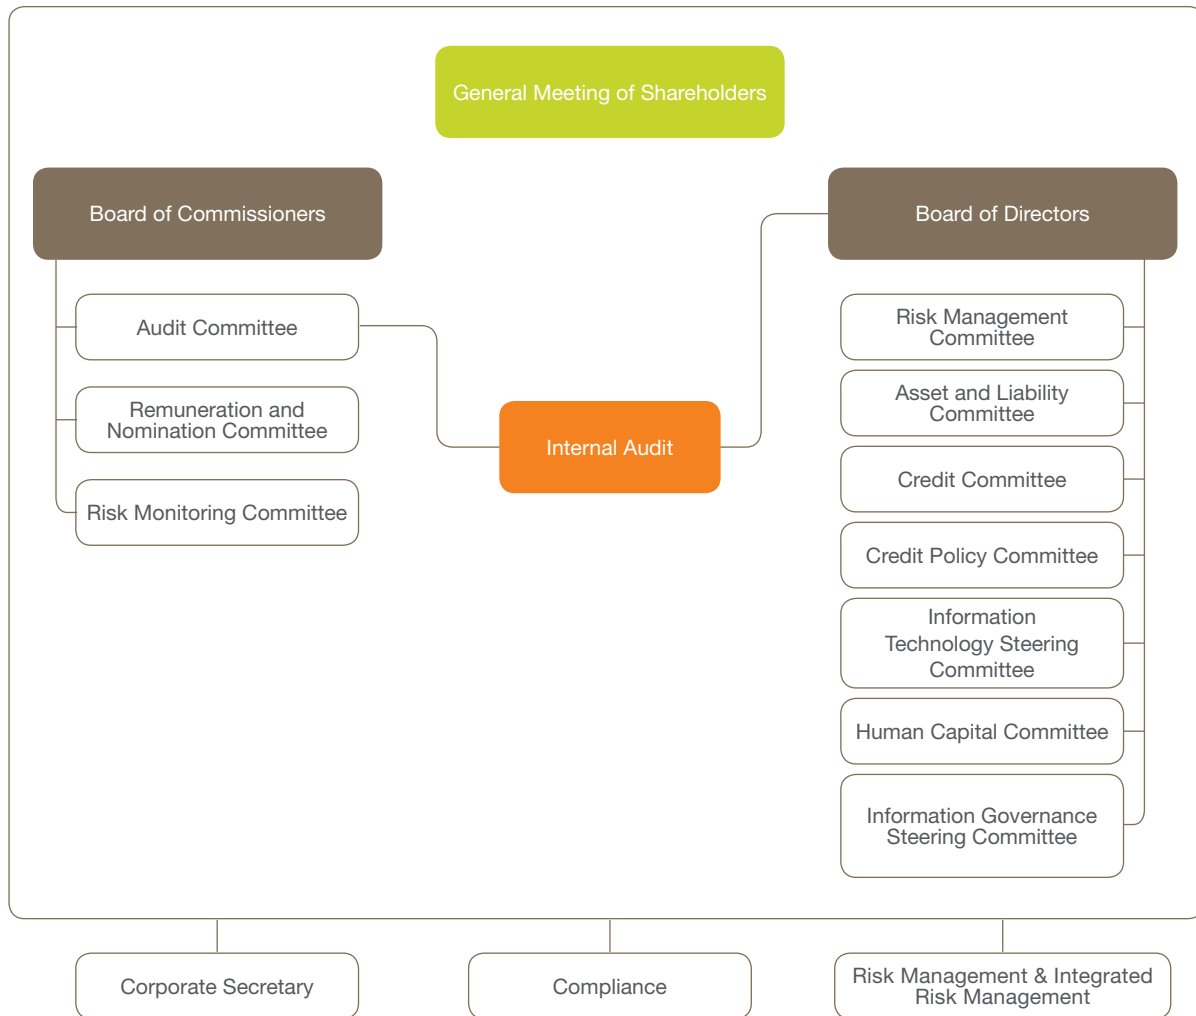 General Meeting of Shareholders
Board of Commissioners
Board of Directors
Audit Committee
Remuneration and
Nomination Committee
Risk Monitoring Committee
Internal Audit
Risk Management
Committee
Asset and Liability
Committee
Credit Committee
Credit Policy Committee
Information
Technology Steering
Committee
Human Capital Committee
Information Governance
Steering Committee
Corporate Secretary
Compliance
Risk Management & Integrated
Risk Management